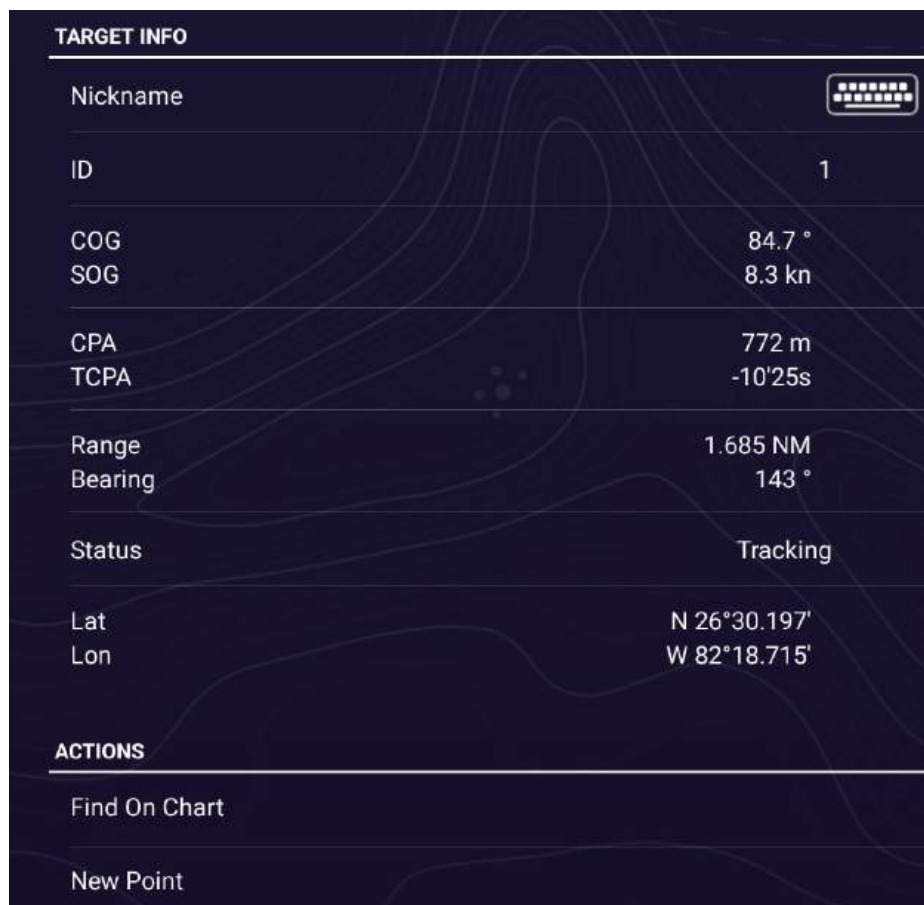 TARGET INFO
Nickname
ID 1
COG 84.7 °
SOG 8.3 kn
CPA 772 m
TCPA -10'25s
Range 1.685 NM
Bearing 143 °
Status Tracking
Lat N 26°30.197'
Lon W 82°18.715'
ACTIONS
Find On Chart
New Point